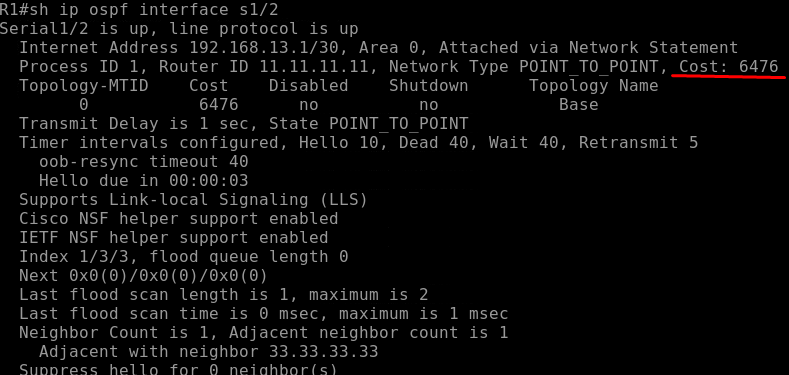 R1#sh ip ospf interface s1/2
Serial1/2 is up, line protocol is up
Internet Address 192.168.13.1/30, Area 0, Attached via Network Statement
Process ID 1, Router ID 11.11.11.11, Network Type POINT_TO_POINT, Cost: 6476
Topology-MTID Cost Disabled Shutdown Topology Name
0 6476 no no Base
Transmit Delay is 1 sec, State POINT_TO_POINT
Timer intervals configured, Hello 10, Dead 40, Wait 40, Retransmit 5
oob-resync timeout 40
Hello due in 00:00:03
Supports Link-local Signaling (LLS)
Cisco NSF helper support enabled
IETF NSF helper support enabled
Index 1/3/3, flood queue length 0
Next 0x0(0)/0x0(0)/0x0(0)
Last flood scan length is 1, maximum is 2
Last flood scan time is 0 msec, maximum is 1 msec
Neighbor Count is 1, Adjacent neighbor count is 1
Adjacent with neighbor 33.33.33.33
Suppress hello for 0 neighbor(s)